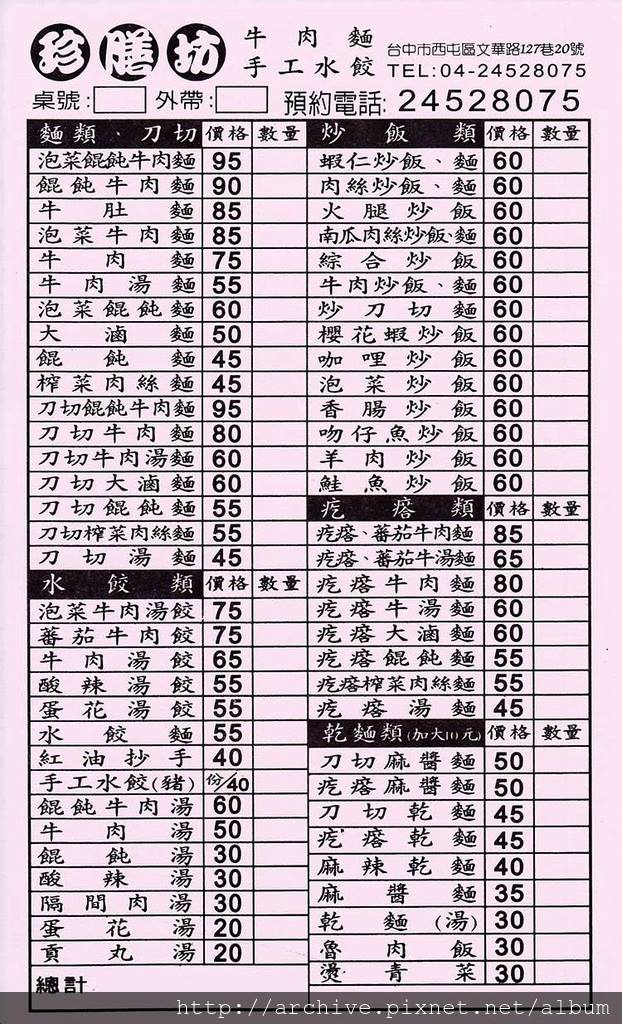 珍膳坊
牛肉麵
手工水餃
台中市西屯區文華路127巷20號
TEL:04-24528075
桌號: 外帶: 預約電話: 24528075
麵類、刀切 價格 數量
泡菜餛飩牛肉麵 95
餛飩牛肉麵 90
牛肚麵 85
泡菜牛肉麵 85
牛肉麵 75
牛肉湯麵 55
泡菜餛飩麵 60
大滷麵 50
餛飩麵 45
榨菜肉絲麵 45
刀切餛飩牛肉麵 95
刀切牛肉麵 80
刀切牛肉湯麵 60
刀切大滷麵 60
刀切餛飩麵 55
刀切榨菜肉絲麵 55
刀切湯麵 45
水餃類 價格 數量
泡菜牛肉湯餃 75
蕃茄牛肉餃 75
牛肉湯餃 65
酸辣湯餃 55
蛋花湯餃 55
水餃麵 55
紅油抄手 40
手工水餃(豬) 份/40
餛飩牛肉湯 60
牛肉湯 50
餛飩湯 30
酸辣湯 30
隔間肉湯 30
蛋花湯 20
貢丸湯 20
總計
炒飯類 價格 數量
蝦仁炒飯、麵 60
肉絲炒飯、麵 60
火腿炒飯 60
南瓜肉絲炒飯、麵 60
綜合炒飯 60
牛肉炒飯、麵 60
炒刀切麵 60
櫻花蝦炒飯 60
咖哩炒飯 60
泡菜炒飯 60
香腸炒飯 60
吻仔魚炒飯 60
羊肉炒飯 60
鮭魚炒飯 60
疙瘩類 價格 數量
疙瘩、蕃茄牛肉麵 85
疙瘩、蕃茄牛湯麵 65
疙瘩牛肉麵 80
疙瘩牛湯麵 60
疙瘩大滷麵 60
疙瘩餛飩麵 55
疙瘩榨菜肉絲麵 55
疙瘩湯麵 45
乾麵類(加大10元) 價格 數量
刀切麻醬麵 50
疙瘩麻醬麵 50
刀切乾麵 45
疙瘩乾麵 45
麻辣乾麵 40
麻醬麵 35
乾麵(湯) 30
魯肉飯 30
燙青菜 30
http://archive.pixnet.net/album